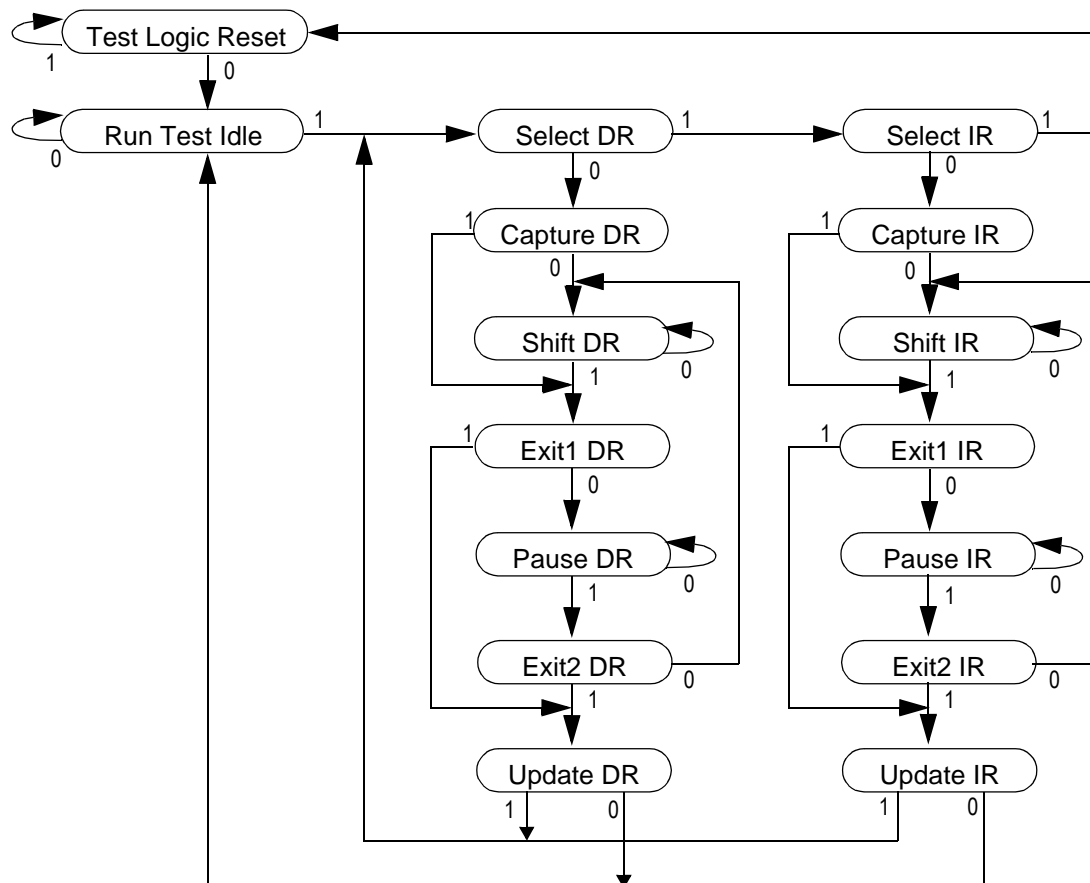 Test Logic Reset
1
0
Run Test Idle
0
1
Select DR
1
0
Select IR
1
0
1
Capture DR
0
1
Capture IR
0
Shift DR
0
1
Shift IR
0
1
1
Exit1 DR
0
1
Exit1 IR
0
Pause DR
0
1
Pause IR
0
1
Exit2 DR
0
1
Exit2 IR
0
1
Update DR
1
0
Update IR
1
0